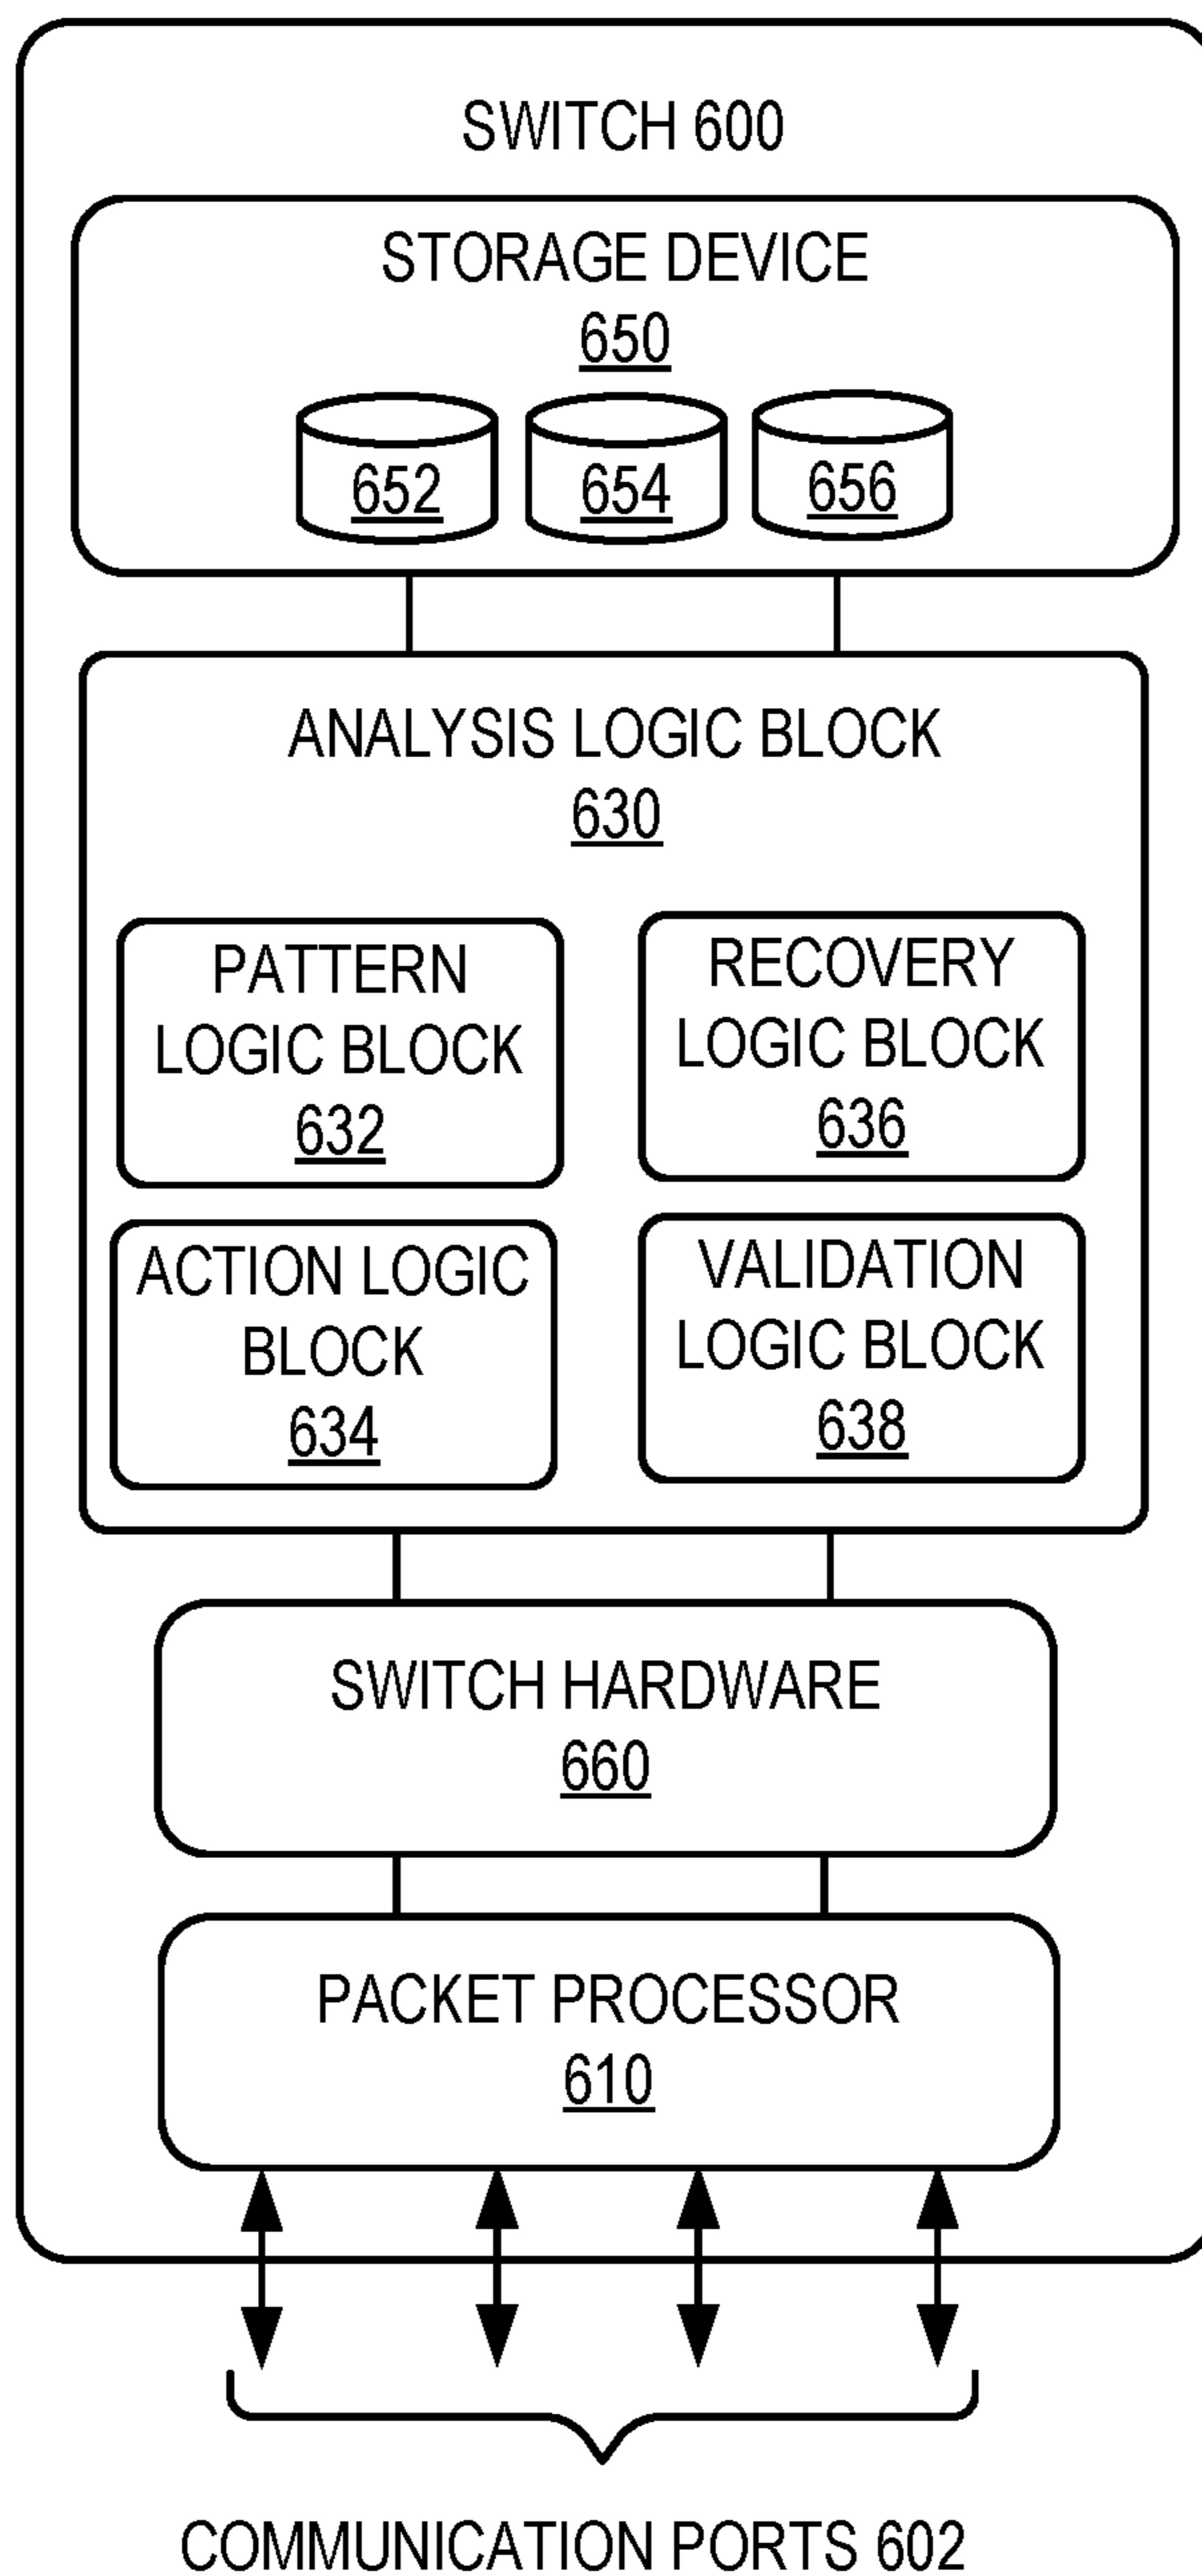 SWITCH 600
STORAGE DEVICE
650
652 654 656
ANALYSIS LOGIC BLOCK
630
PATTERN
LOGIC BLOCK
632
RECOVERY
LOGIC BLOCK
636
ACTION LOGIC
BLOCK
634
VALIDATION
LOGIC BLOCK
638
SWITCH HARDWARE
660
PACKET PROCESSOR
610
COMMUNICATION PORTS 602